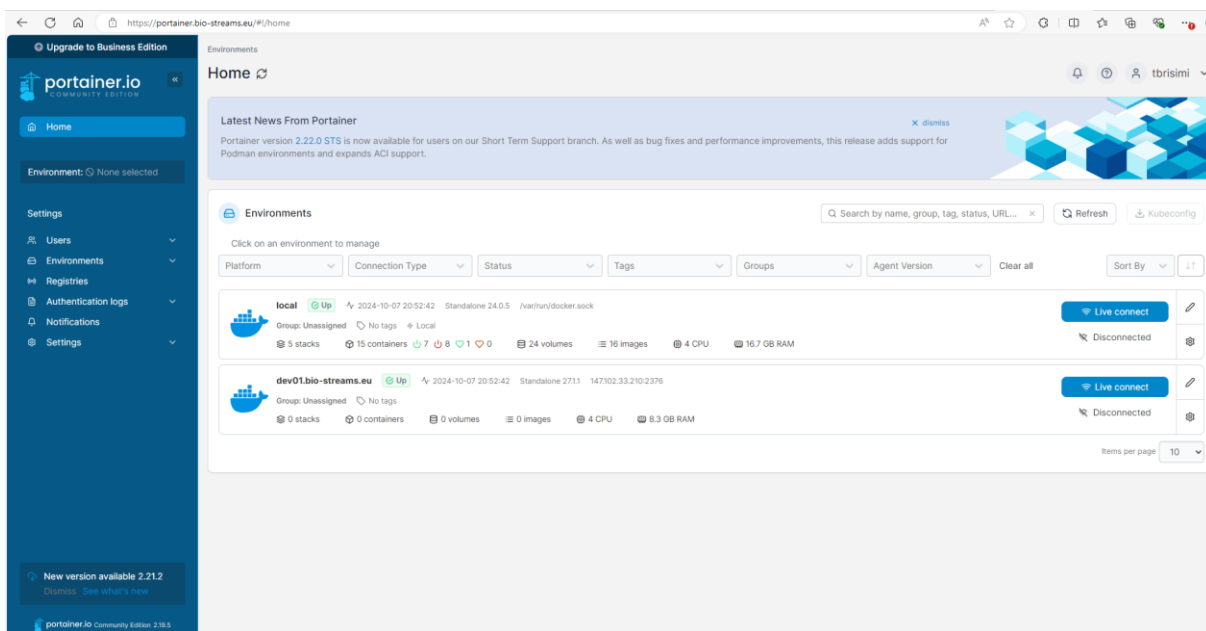 https://portainer.bio-streams.eu/#!/home
Upgrade to Business Edition
portainer.io
COMMUNITY EDITION
Home
Environment: None selected
Settings
Users
Environments
Registries
Authentication logs
Notifications
Settings
New version available 2.21.2
Dismiss See what's new
portainer.io Community Edition 2.19.5
Environments
Home
tbrisimi
Latest News From Portainer
dismiss
Portainer version 2.22.0 STS is now available for users on our Short Term Support branch. As well as bug fixes and performance improvements, this release adds support for
Podman environments and expands ACI support.
Environments
Search by name, group, tag, status, URL...
Refresh
Kubeconfig
Click on an environment to manage
Platform Connection Type Status Tags Groups Agent Version Clear all Sort By
local Up 2024-10-07 20:52:42 Standalone 24.0.5 /var/run/docker.sock
Group: Unassigned No tags Local
5 stacks 15 containers 7 8 1 0 24 volumes 16 images 4 CPU 16.7 GB RAM
Live connect
Disconnected
dev01.bio-streams.eu Up 2024-10-07 20:52:42 Standalone 27.1.1 147.102.33.210:2376
Group: Unassigned No tags
0 stacks 0 containers 0 volumes 0 images 4 CPU 8.3 GB RAM
Live connect
Disconnected
Items per page 10